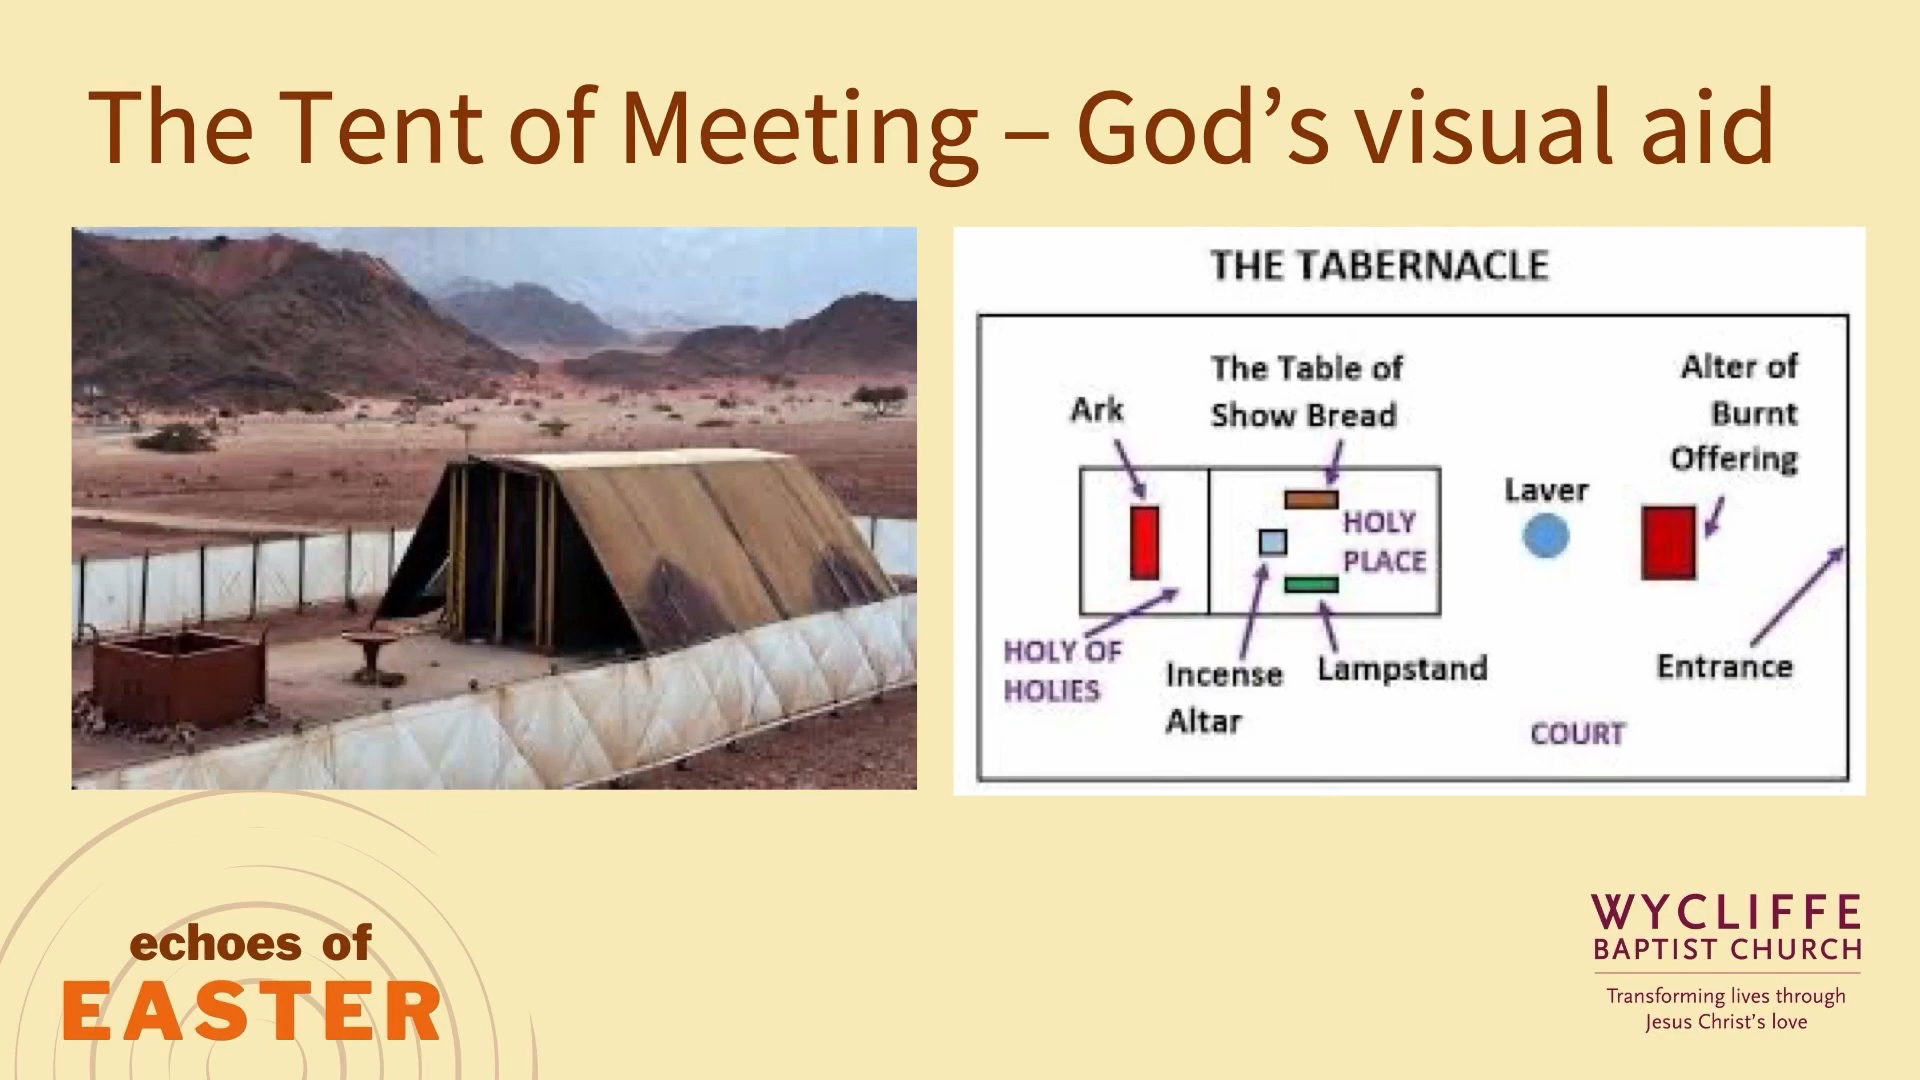 The Tent of Meeting – God’s visual aid
THE TABERNACLE
Ark
The Table of
Show Bread
Alter of
Burnt
Offering
Laver
HOLY
PLACE
HOLY OF
HOLIES
Incense
Altar
Lampstand
Entrance
COURT
echoes of
EASTER
WYCLIFFE
BAPTIST CHURCH
Transforming lives through
Jesus Christ’s love